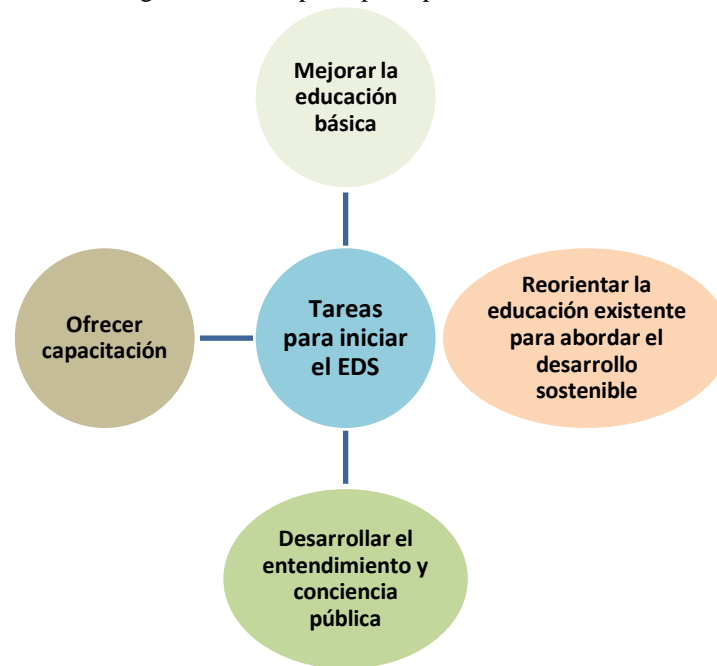 Mejorar la
educación
básica
Ofrecer
capacitación
Tareas
para iniciar
el EDS
Reorientar la
educación existente
para abordar el
desarrollo
sostenible
Desarrollar el
entendimiento y
conciencia
pública